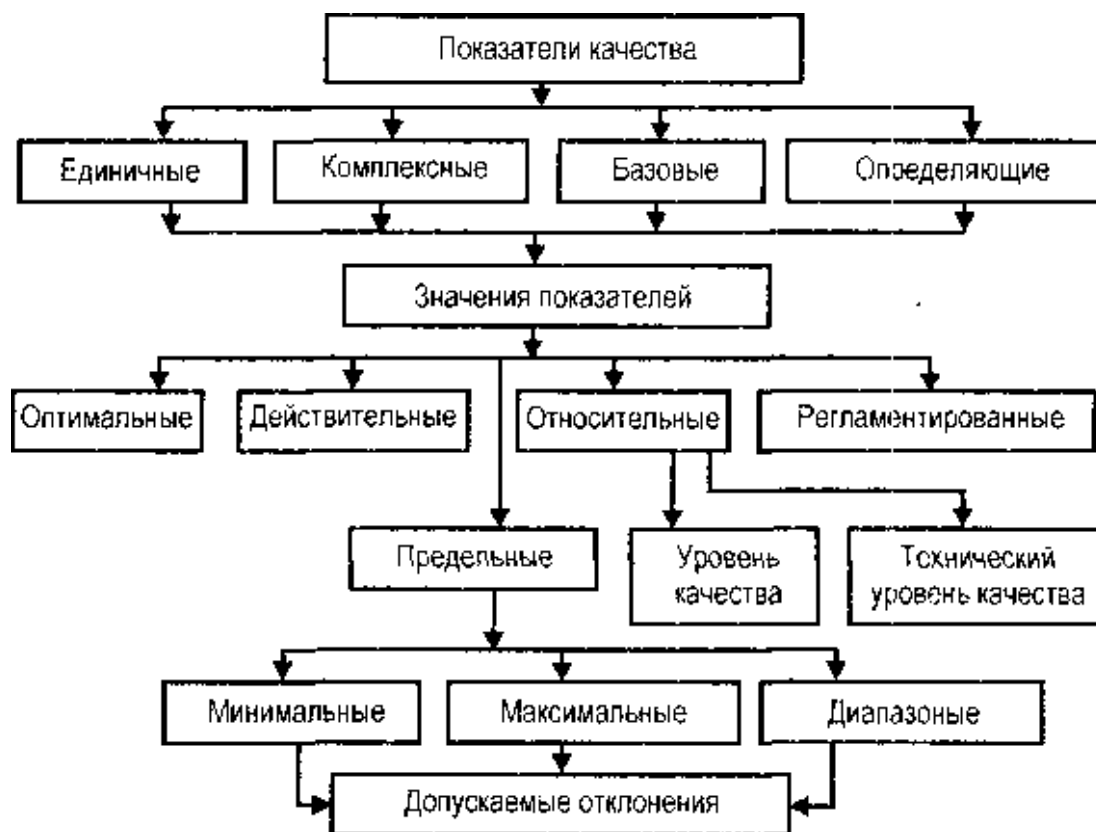 Показатели качества
Единичные
Комплексные
Базовые
Определяющие
Значения показателей
Оптимальные
Действительные
Относительные
Регламентированные
Предельные
Уровень
качества
Технический
уровень качества
Минимальные
Максимальные
Диапазоные
Допускаемые отклонения